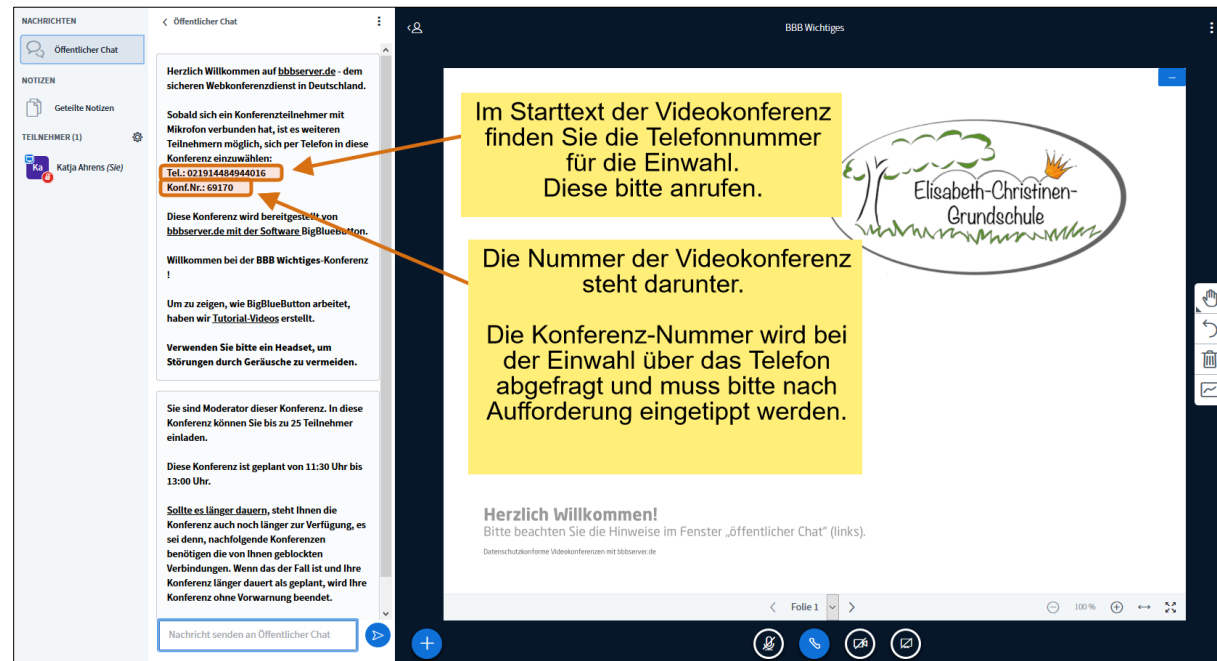 NACHRICHTEN
Öffentlicher Chat
NOTIZEN
Geteilte Notizen
TEILNEHMER (1)
Ka
Katja Ahrens (Sie)
Öffentlicher Chat
Herzlich Willkommen auf bbbserver.de - dem
sicheren Webkonferenzdienst in Deutschland.
Sobald sich ein Konferenzteilnehmer mit
Mikrofon verbunden hat, ist es weiteren
Teilnehmern möglich, sich per Telefon in diese
Konferenz einzuwählen:
Tel.: 021914484944016
Konf.Nr.: 69170
Diese Konferenz wird bereitgestellt von
bbbserver.de mit der Software BigBlueButton.
Willkommen bei der BBB Wichtiges-Konferenz
!
Um zu zeigen, wie BigBlueButton arbeitet,
haben wir Tutorial-Videos erstellt.
Verwenden Sie bitte ein Headset, um
Störungen durch Geräusche zu vermeiden.
Sie sind Moderator dieser Konferenz. In diese
Konferenz können Sie bis zu 25 Teilnehmer
einladen.
Diese Konferenz ist geplant von 11:30 Uhr bis
13:00 Uhr.
Sollte es länger dauern, steht Ihnen die
Konferenz auch noch länger zur Verfügung, es
sei denn, nachfolgende Konferenzen
benötigen die von Ihnen geblockten
Verbindungen. Wenn das der Fall ist und Ihre
Konferenz länger dauert als geplant, wird Ihre
Konferenz ohne Vorwarnung beendet.
Nachricht senden an Öffentlicher Chat
BBB Wichtiges
Im Starttext der Videokonferenz
finden Sie die Telefonnummer
für die Einwahl.
Diese bitte anrufen.
Elisabeth-Christinen-
Grundschule
Die Nummer der Videokonferenz
steht darunter.
Die Konferenz-Nummer wird bei
der Einwahl über das Telefon
abgefragt und muss bitte nach
Aufforderung eingetippt werden.
Herzlich Willkommen!
Bitte beachten Sie die Hinweise im Fenster „öffentlicher Chat“ (links).
Datenschutzkonforme Videokonferenzen mit bbbserver.de
Folie 1
100 %